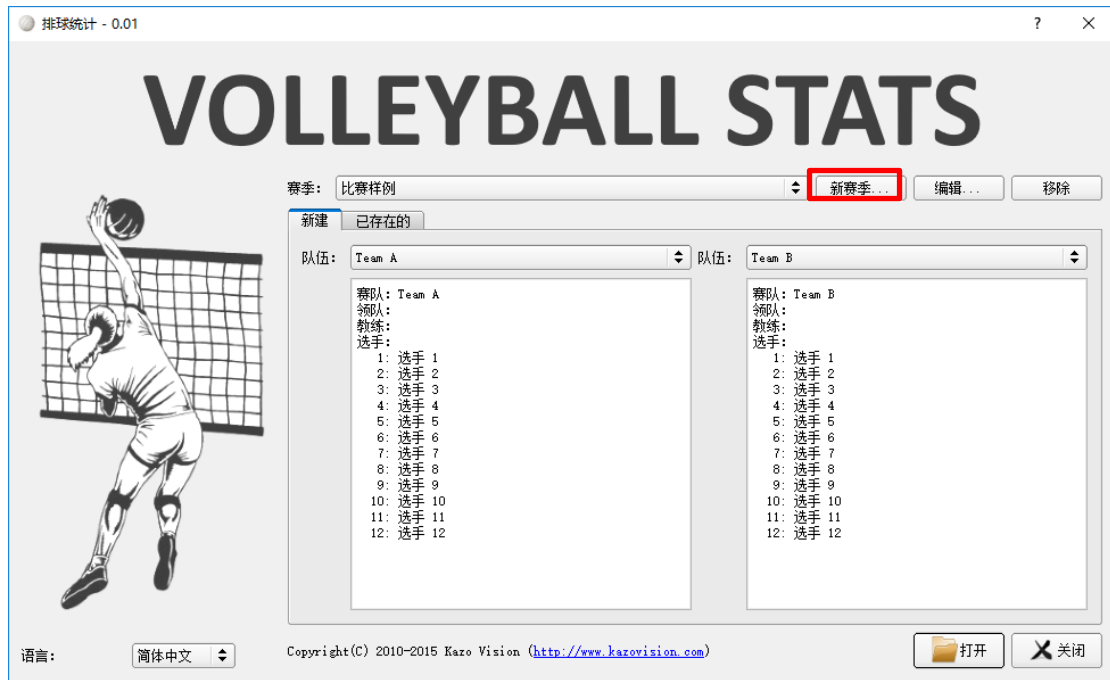 排球统计 - 0.01
VOLLEYBALL STATS
赛季: 比赛样例 新赛季... 编辑... 移除
新建 已存在的
队伍: Team A 队伍: Team B
赛队: Team A
领队:
教练:
选手:
1: 选手 1
2: 选手 2
3: 选手 3
4: 选手 4
5: 选手 5
6: 选手 6
7: 选手 7
8: 选手 8
9: 选手 9
10: 选手 10
11: 选手 11
12: 选手 12
赛队: Team B
领队:
教练:
选手:
1: 选手 1
2: 选手 2
3: 选手 3
4: 选手 4
5: 选手 5
6: 选手 6
7: 选手 7
8: 选手 8
9: 选手 9
10: 选手 10
11: 选手 11
12: 选手 12
语言: 简体中文 Copyright(C) 2010-2015 Kazo Vision (http://www.kazovision.com) 打开 关闭